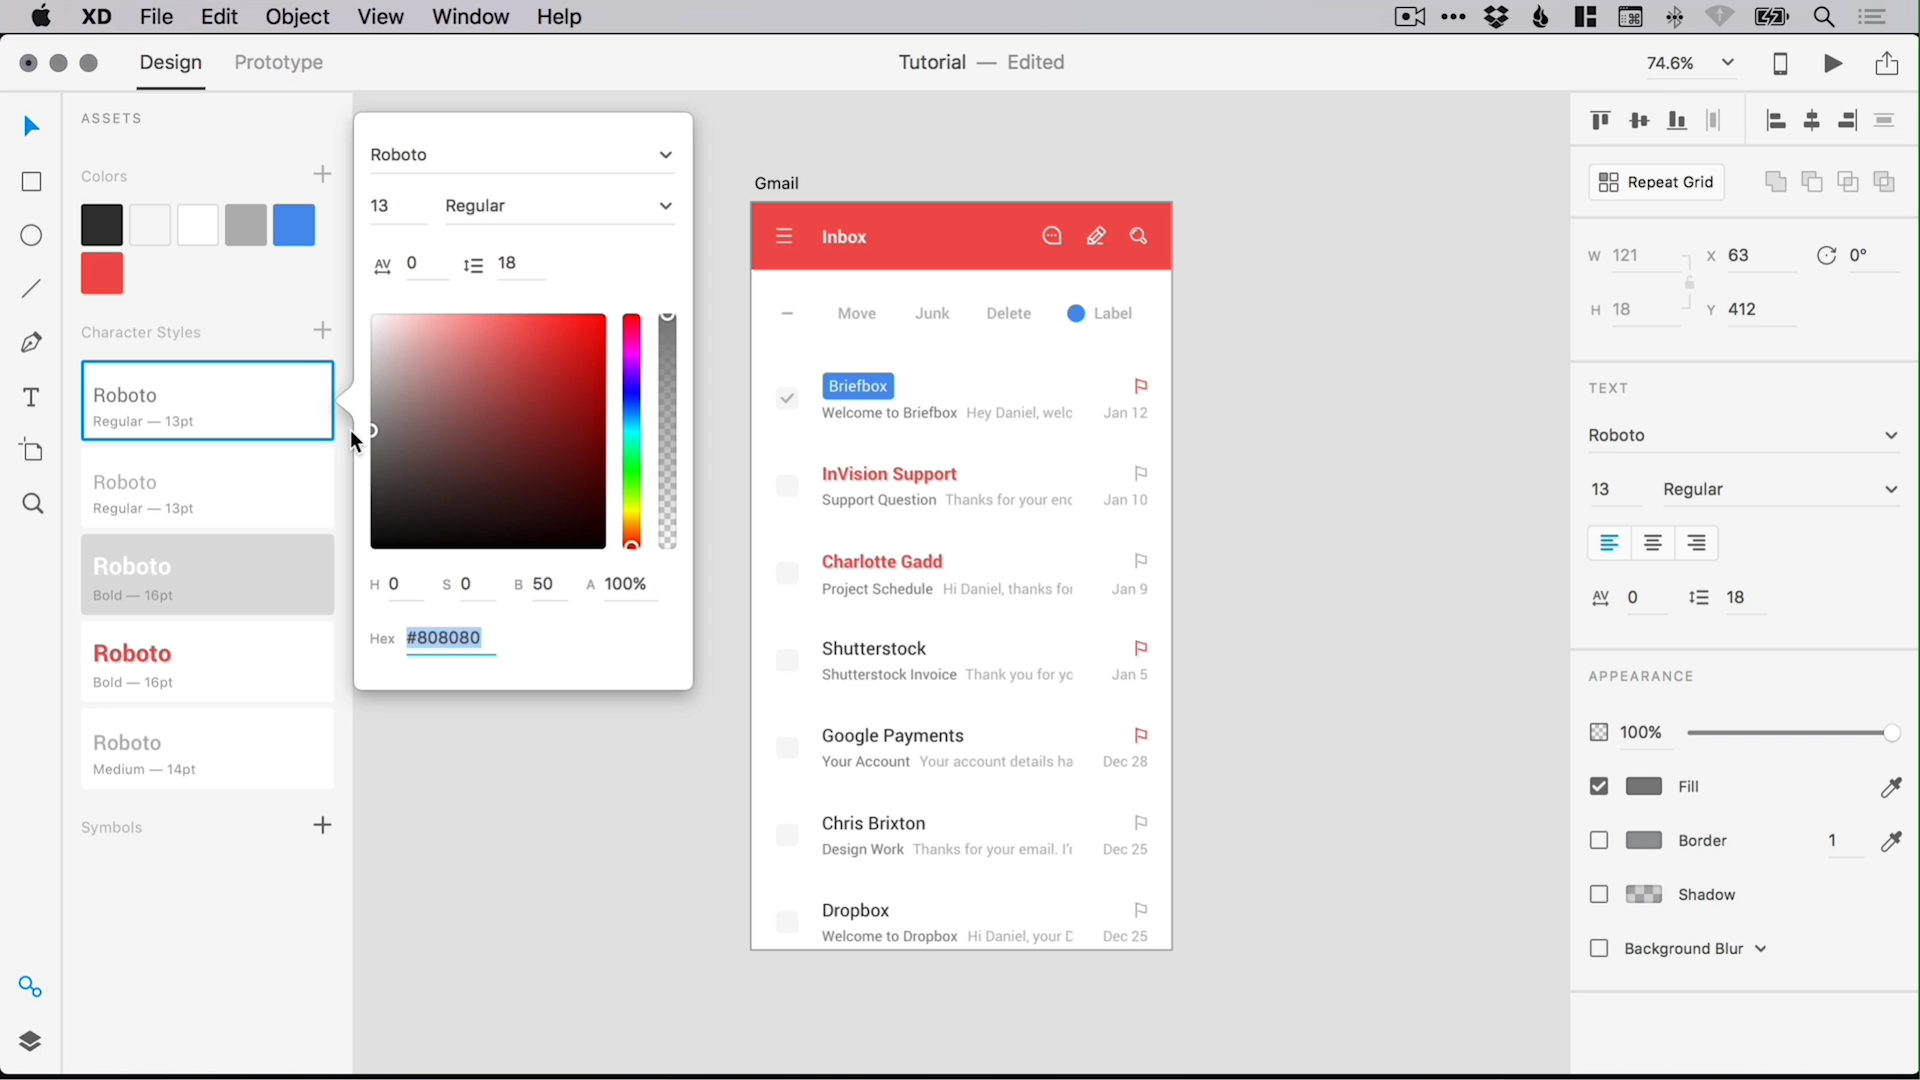 XD File Edit Object View Window Help
Design Prototype
Tutorial — Edited
74.6%
ASSETS
Colors
Character Styles
Roboto
Regular — 13pt
Roboto
Regular — 13pt
Roboto
Bold — 16pt
Roboto
Bold — 16pt
Roboto
Medium — 14pt
Symbols
Roboto
13 Regular
AV 0 18
H 0 S 0 B 50 A 100%
Hex #808080
Gmail
Inbox
Move Junk Delete Label
Briefbox
Welcome to Briefbox Hey Daniel, welc Jan 12
InVision Support
Support Question Thanks for your enc Jan 10
Charlotte Gadd
Project Schedule Hi Daniel, thanks for Jan 9
Shutterstock
Shutterstock Invoice Thank you for yc Jan 5
Google Payments
Your Account Your account details ha Dec 28
Chris Brixton
Design Work Thanks for your email. I'r Dec 25
Dropbox
Welcome to Dropbox Hi Daniel, your D Dec 25
Repeat Grid
W 121 X 63 0°
H 18 Y 412
TEXT
Roboto
13 Regular
AV 0 18
APPEARANCE
100%
Fill
Border 1
Shadow
Background Blur